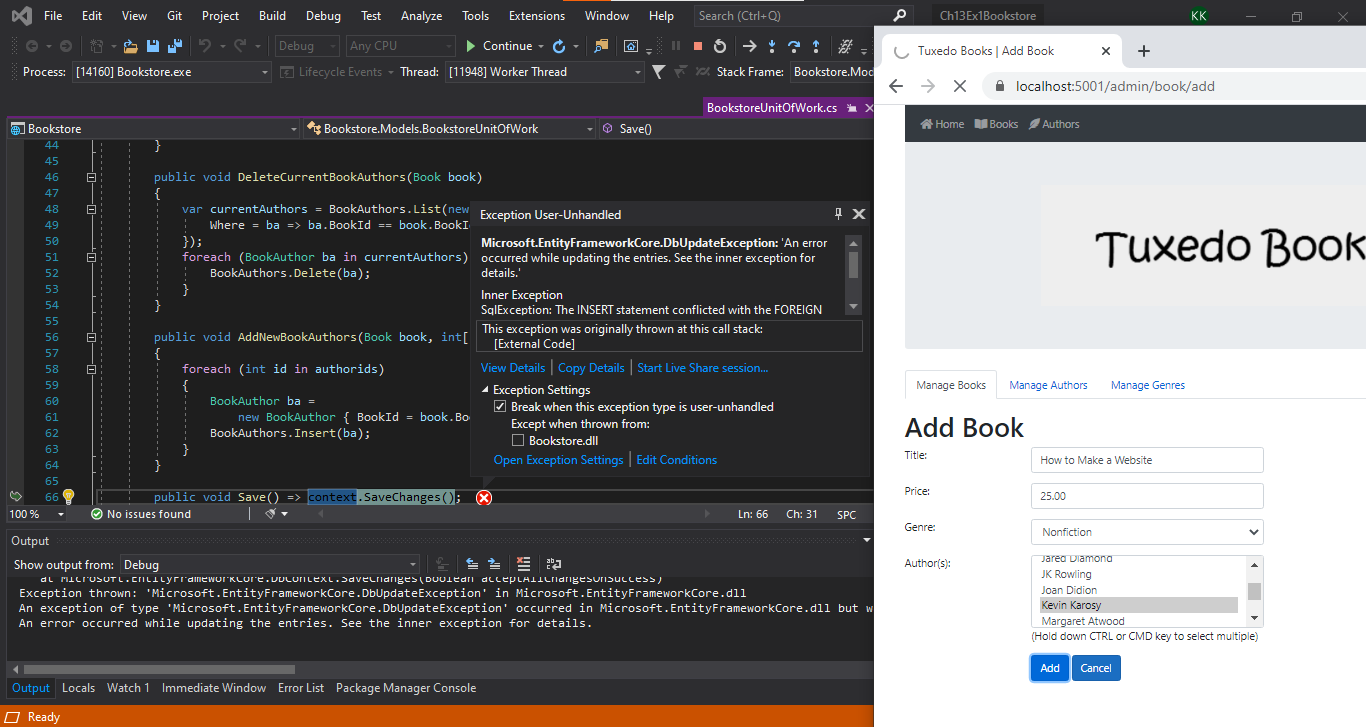 File Edit View Git Project Build Debug Test Analyze Tools Extensions Window Help Search (Ctrl+Q) Ch13Ex1Bookstore KK
Debug Any CPU Continue
Process: [14160] Bookstore.exe Lifecycle Events Thread: [11948] Worker Thread Stack Frame: Bookstore.Mod
BookstoreUnitOfWork.cs
Bookstore Bookstore.Models.BookstoreUnitOfWork Save()
44 }
45
46 public void DeleteCurrentBookAuthors(Book book)
47 {
48 var currentAuthors = BookAuthors.List(new
49 Where = ba => ba.BookId == book.BookId
50 });
51 foreach (BookAuthor ba in currentAuthors)
52 BookAuthors.Delete(ba);
53 }
54 }
55
56 public void AddNewBookAuthors(Book book, int[
57 {
58 foreach (int id in authorids)
59 {
60 BookAuthor ba =
61 new BookAuthor { BookId = book.Boo
62 BookAuthors.Insert(ba);
63 }
64 }
65
66 public void Save() => context.SaveChanges();
Exception User-Unhandled
Microsoft.EntityFrameworkCore.DbUpdateException: 'An error
occurred while updating the entries. See the inner exception for
details.'
Inner Exception
SqlException: The INSERT statement conflicted with the FOREIGN
This exception was originally thrown at this call stack:
[External Code]
View Details | Copy Details | Start Live Share session...
Exception Settings
Break when this exception type is user-unhandled
Except when thrown from:
Bookstore.dll
Open Exception Settings | Edit Conditions
100 % No issues found Ln: 66 Ch: 31 SPC
Output
Show output from: Debug
at Microsoft.EntityFrameworkCore.DbContext.SaveChanges(Boolean acceptAllChangesOnSuccess)
Exception thrown: 'Microsoft.EntityFrameworkCore.DbUpdateException' in Microsoft.EntityFrameworkCore.dll
An exception of type 'Microsoft.EntityFrameworkCore.DbUpdateException' occurred in Microsoft.EntityFrameworkCore.dll but w
An error occurred while updating the entries. See the inner exception for details.
Output Locals Watch 1 Immediate Window Error List Package Manager Console
Ready
Tuxedo Books | Add Book
localhost:5001/admin/book/add
Home Books Authors
Tuxedo Book
Manage Books Manage Authors Manage Genres
Add Book
Title: How to Make a Website
Price: 25.00
Genre: Nonfiction
Author(s): Jared Diamond
JK Rowling
Joan Didion
Kevin Karosy
Margaret Atwood
(Hold down CTRL or CMD key to select multiple)
Add Cancel